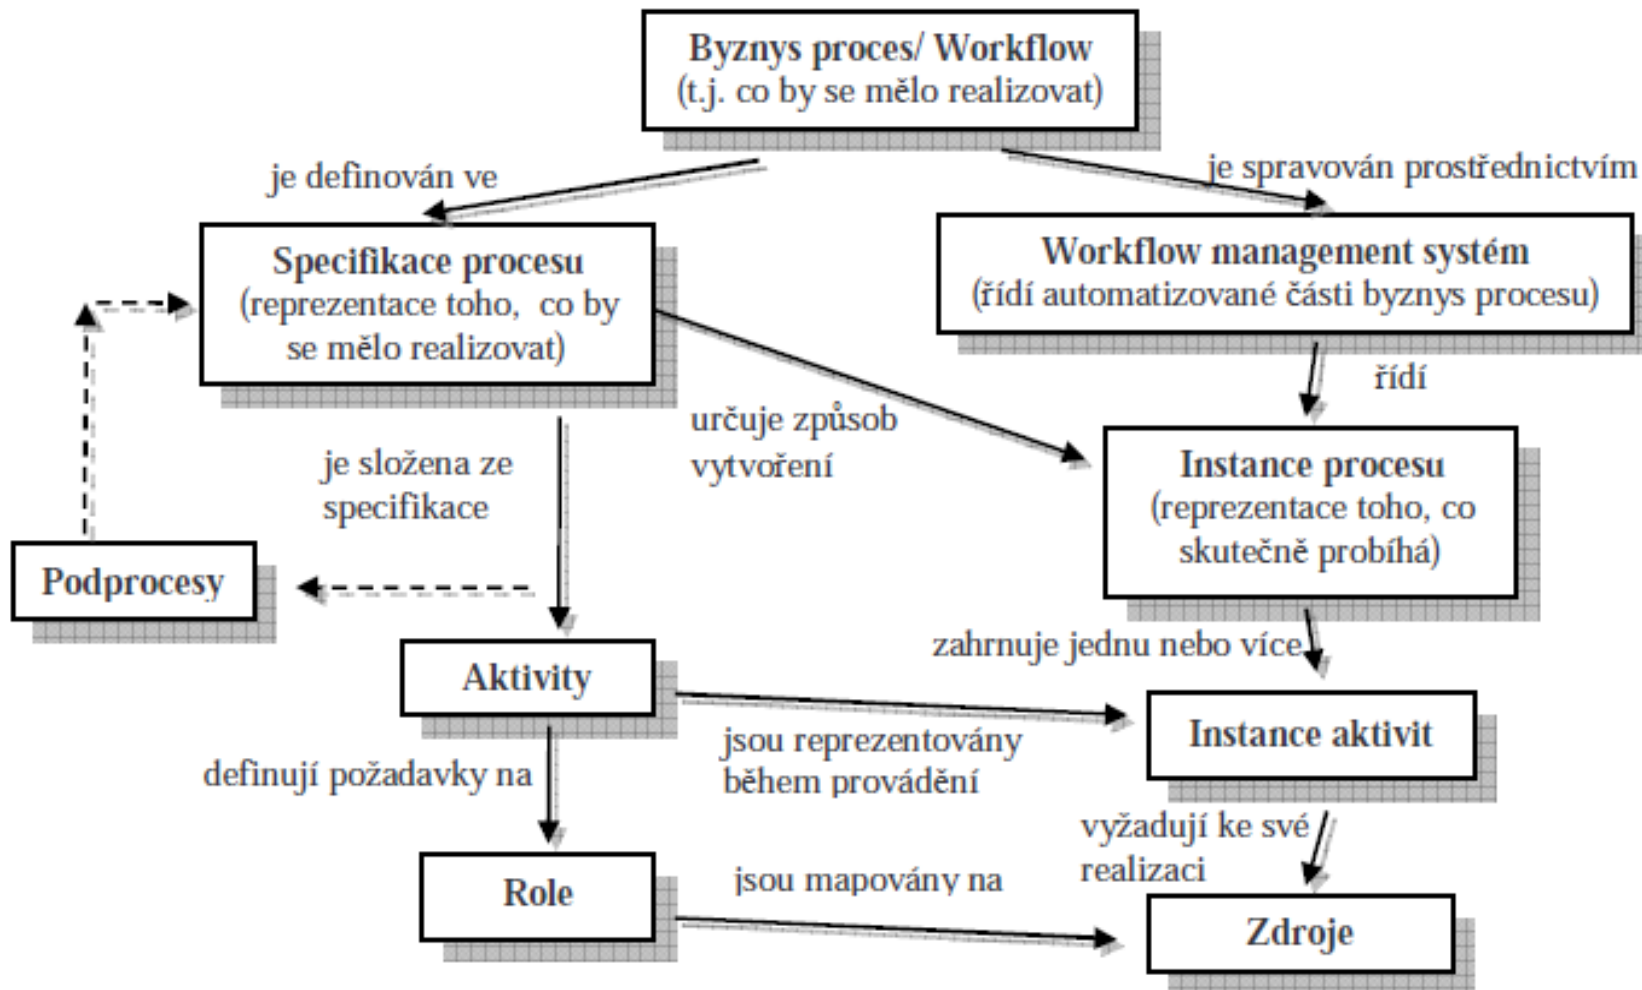 Byznys proces/ Workflow
(t.j. co by se mělo realizovat)
je definován ve
je spravován prostřednictvím
Specifikace procesu
(reprezentace toho, co by
se mělo realizovat)
Workflow management systém
(řídí automatizované části byznys procesu)
řídí
určuje způsob
vytvoření
je složena ze
specifikace
Instance procesu
(reprezentace toho, co
skutečně probíhá)
Podprocesy
zahrnuje jednu nebo více
Aktivity
Instance aktivit
jsou reprezentovány
během provádění
definují požadavky na
vyžadují ke své
realizaci
Role
jsou mapovány na
Zdroje